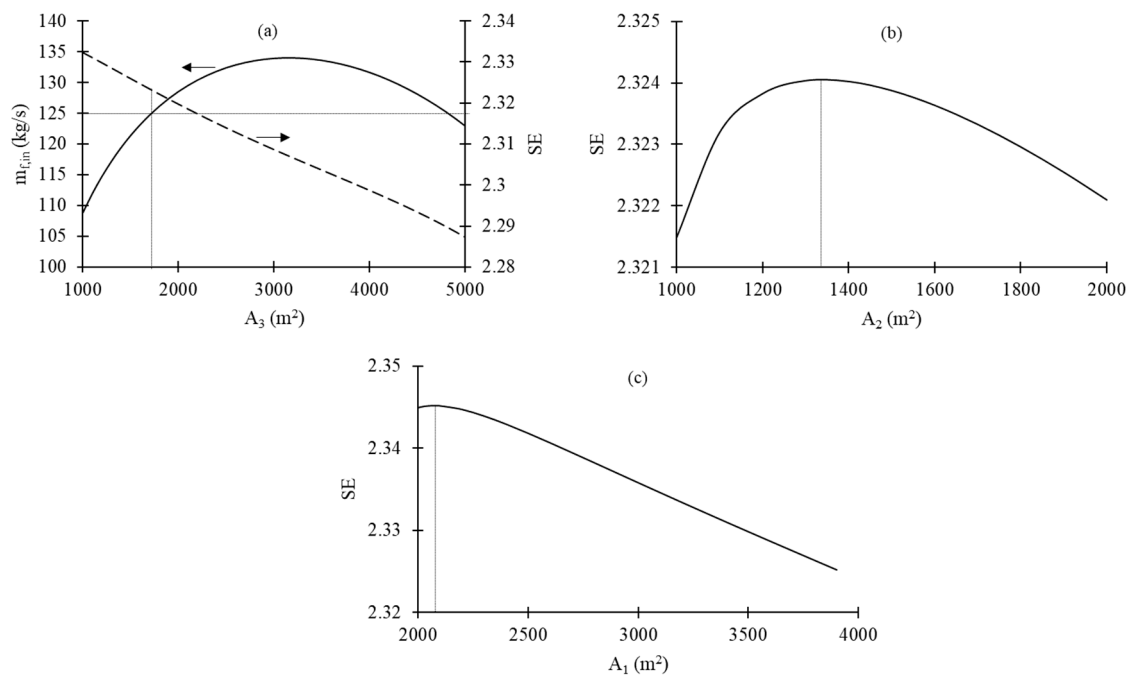 (a)
140
135
130
125
120
115
110
105
100
m_f,in (kg/s)
2.34
2.33
2.32
2.31
2.3
2.29
2.28
SE
1000 2000 3000 4000 5000
A₃ (m²)
(b)
2.325
2.324
2.323
2.322
2.321
SE
1000 1200 1400 1600 1800 2000
A₂ (m²)
(c)
2.35
2.34
2.33
2.32
SE
2000 2500 3000 3500 4000
A₁ (m²)